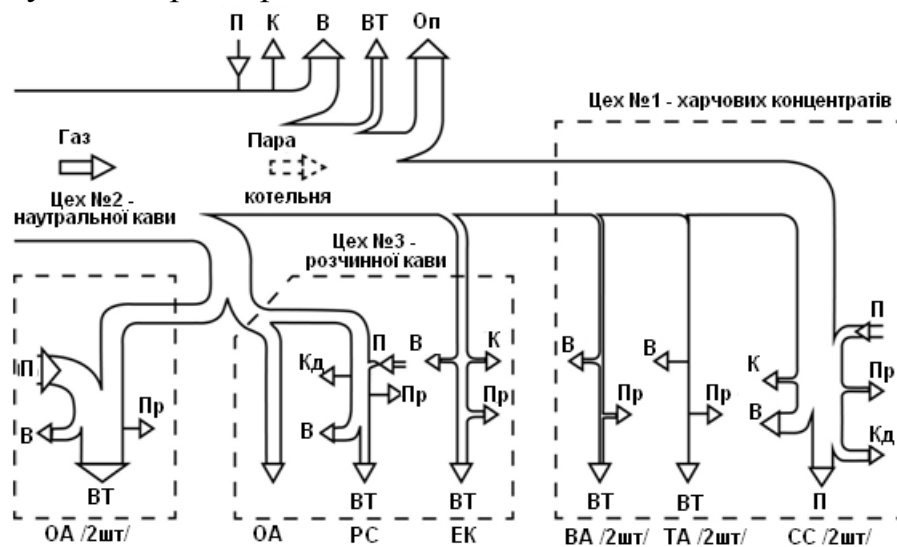 П К В ВТ Оп
Цех №1 - харчових концентратів
Газ Пара
котельня
Цех №2 -
наутральної кави
Цех №3 -
розчинної кави
П
П В К
В В К
Кд Пр
П Пр Пр Пр Пр
Пр В В Кд
В
ВТ ВТ ВТ ВТ ВТ П
ОА /2шт/ ОА РС ЕК ВА /2шт/ ТА /2шт/ СС /2шт/